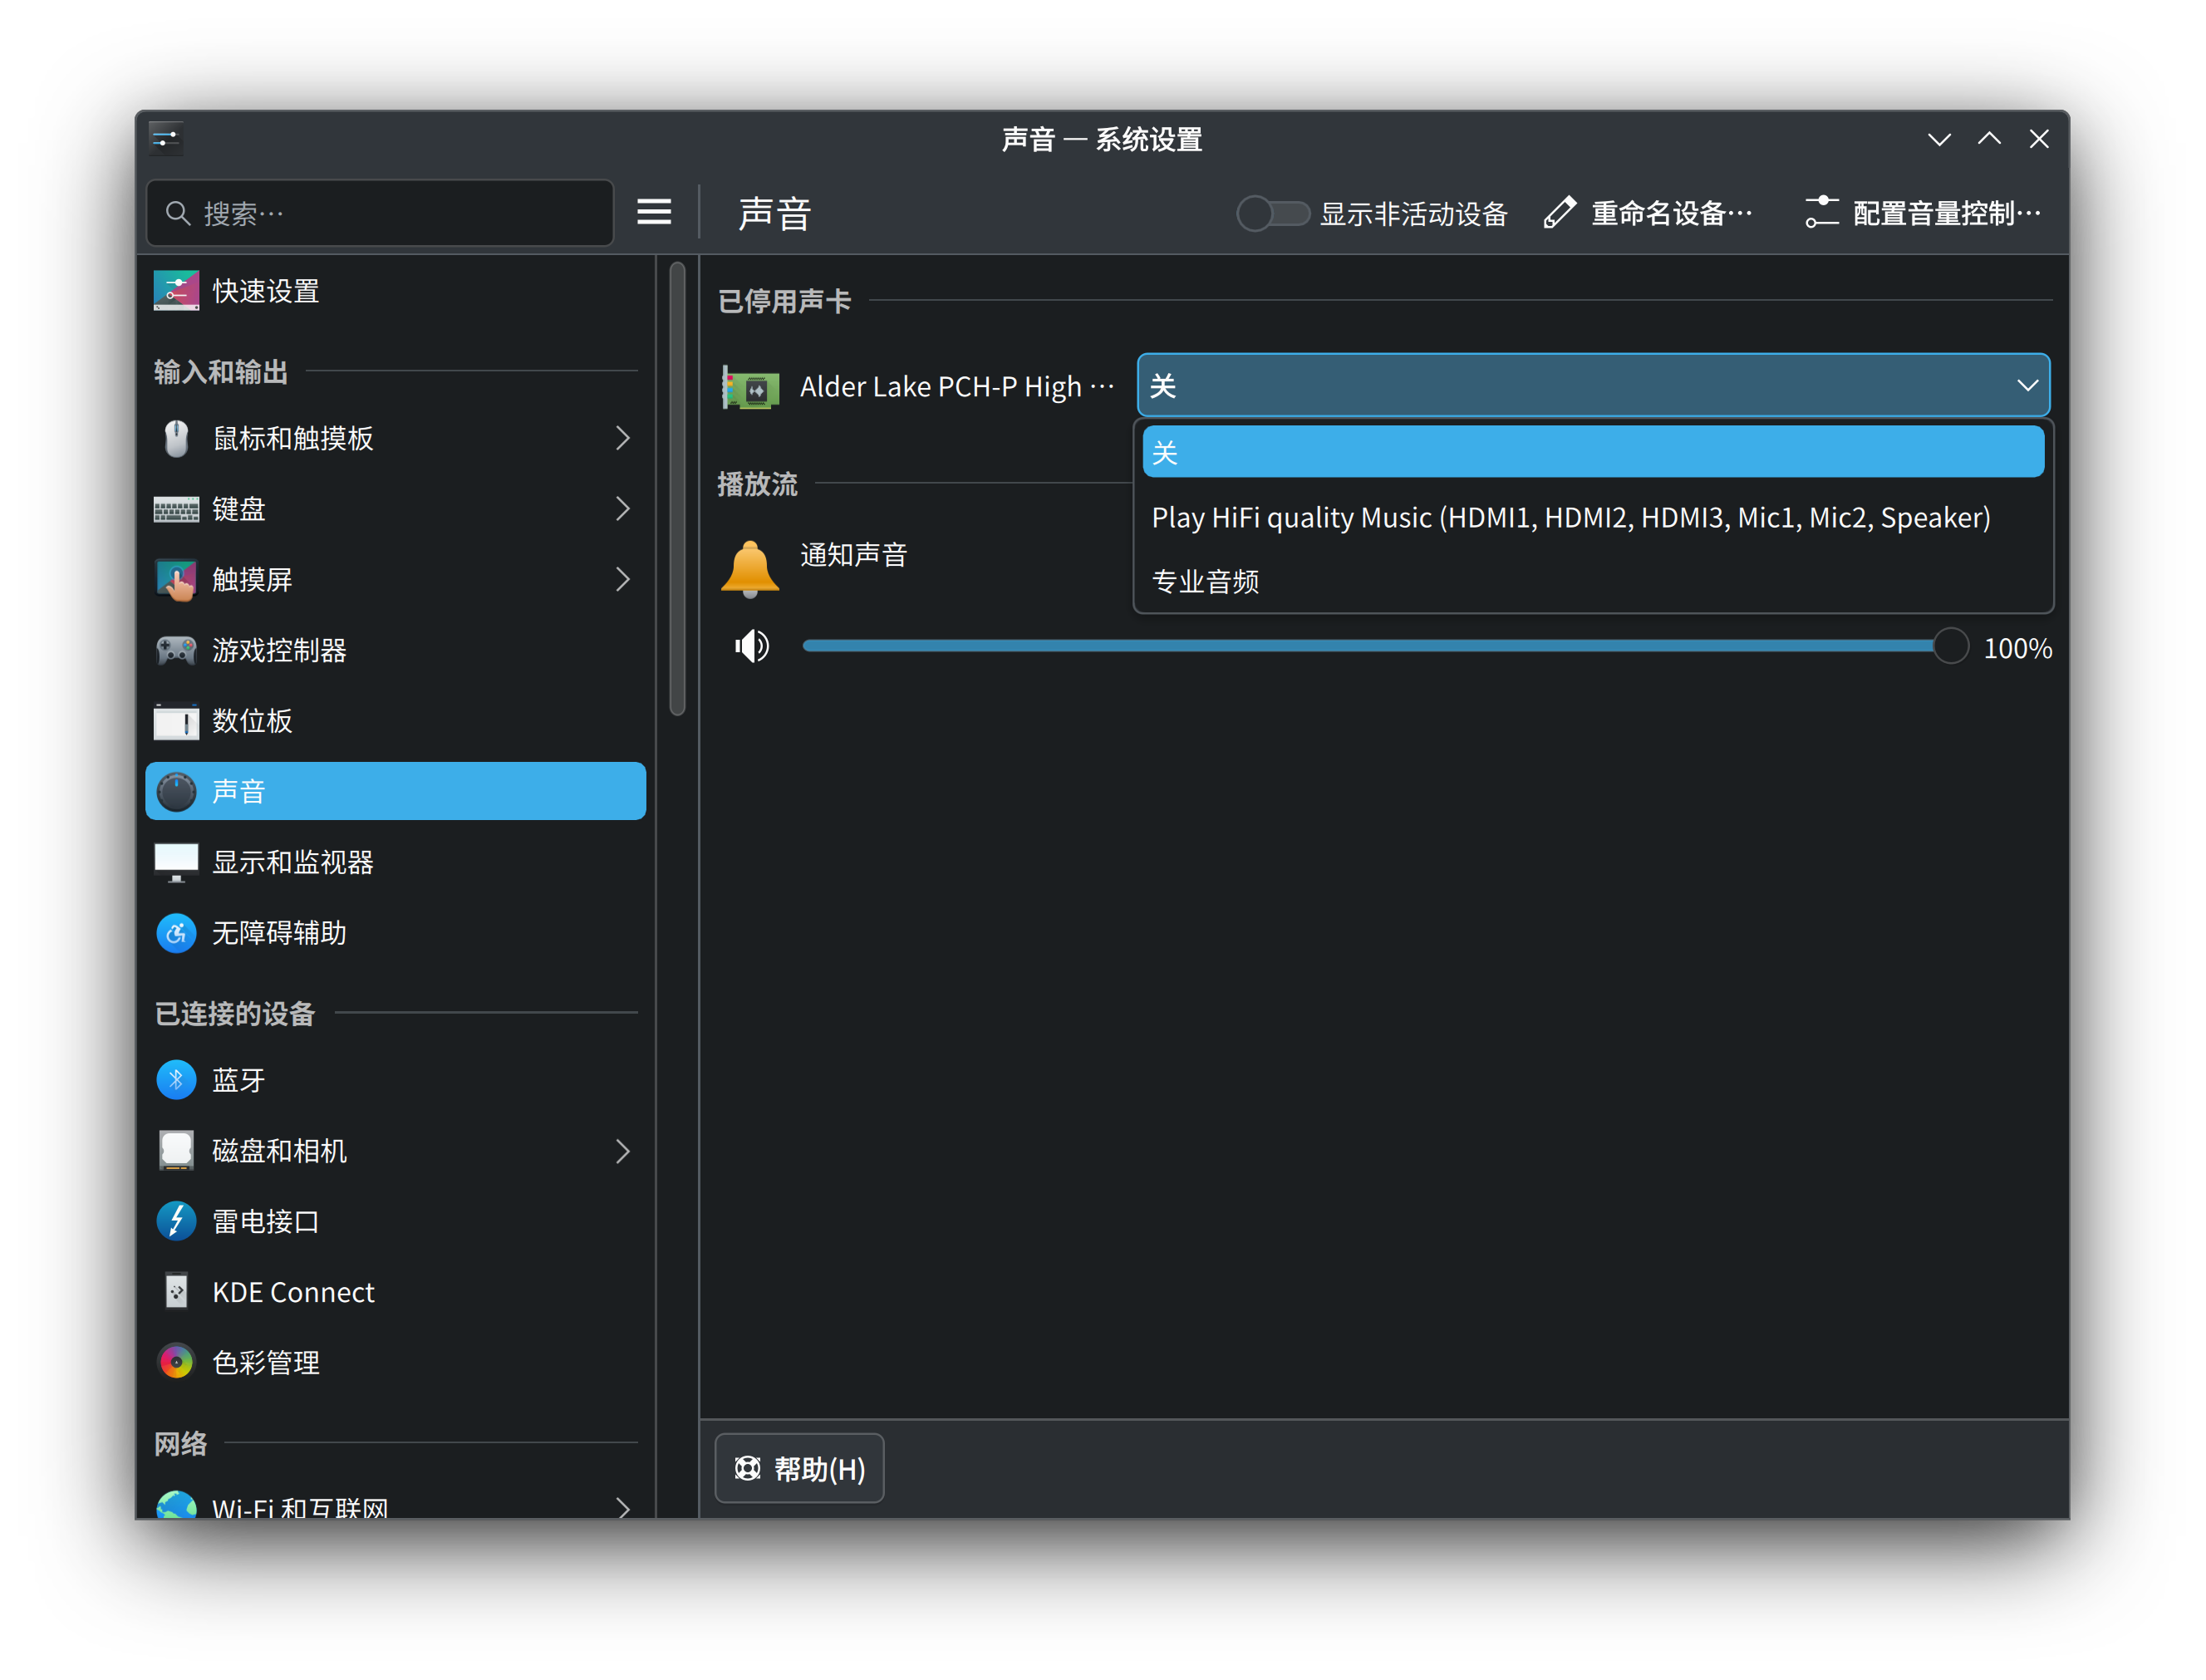 声音 — 系统设置
搜索…
声音
显示非活动设备
重命名设备…
配置音量控制…
快速设置
输入和输出
鼠标和触摸板
键盘
触摸屏
游戏控制器
数位板
声音
显示和监视器
无障碍辅助
已连接的设备
蓝牙
磁盘和相机
雷电接口
KDE Connect
色彩管理
网络
Wi-Fi 和互联网
已停用声卡
Alder Lake PCH-P High …
关
关
Play HiFi quality Music (HDMI1, HDMI2, HDMI3, Mic1, Mic2, Speaker)
专业音频
播放流
通知声音
100%
帮助(H)